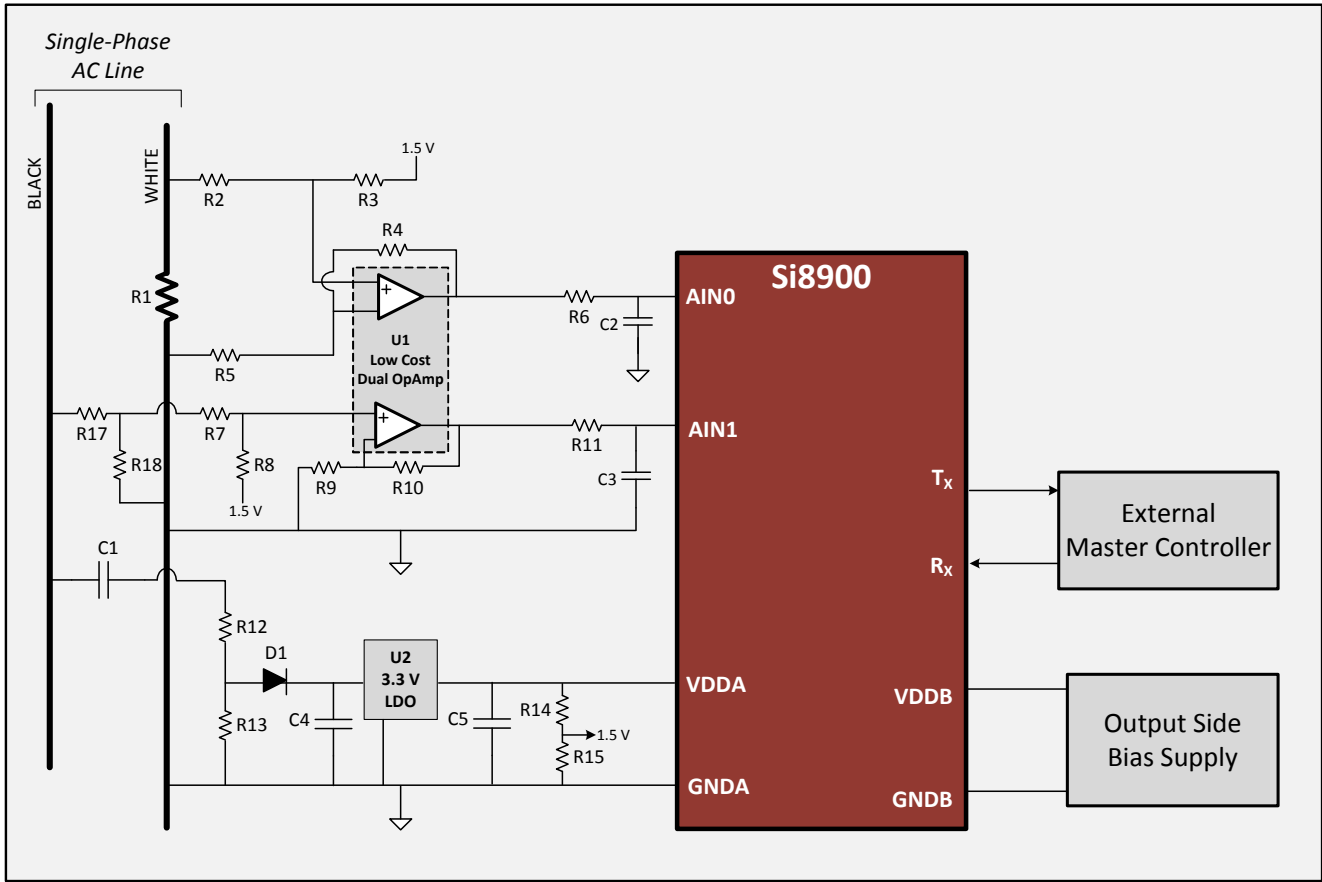 Single-Phase
AC Line
BLACK
WHITE
1.5 V
R2
R3
R4
R1
Si8900
AIN0
R6
C2
U1
Low Cost
Dual OpAmp
R5
R17
R7
R11
AIN1
R18
R8
R9
R10
C3
1.5 V
TX
External
Master Controller
RX
C1
R12
D1
U2
3.3 V
LDO
VDDA
VDDB
R13
C4
C5
R14
1.5 V
R15
Output Side
Bias Supply
GNDA
GNDB